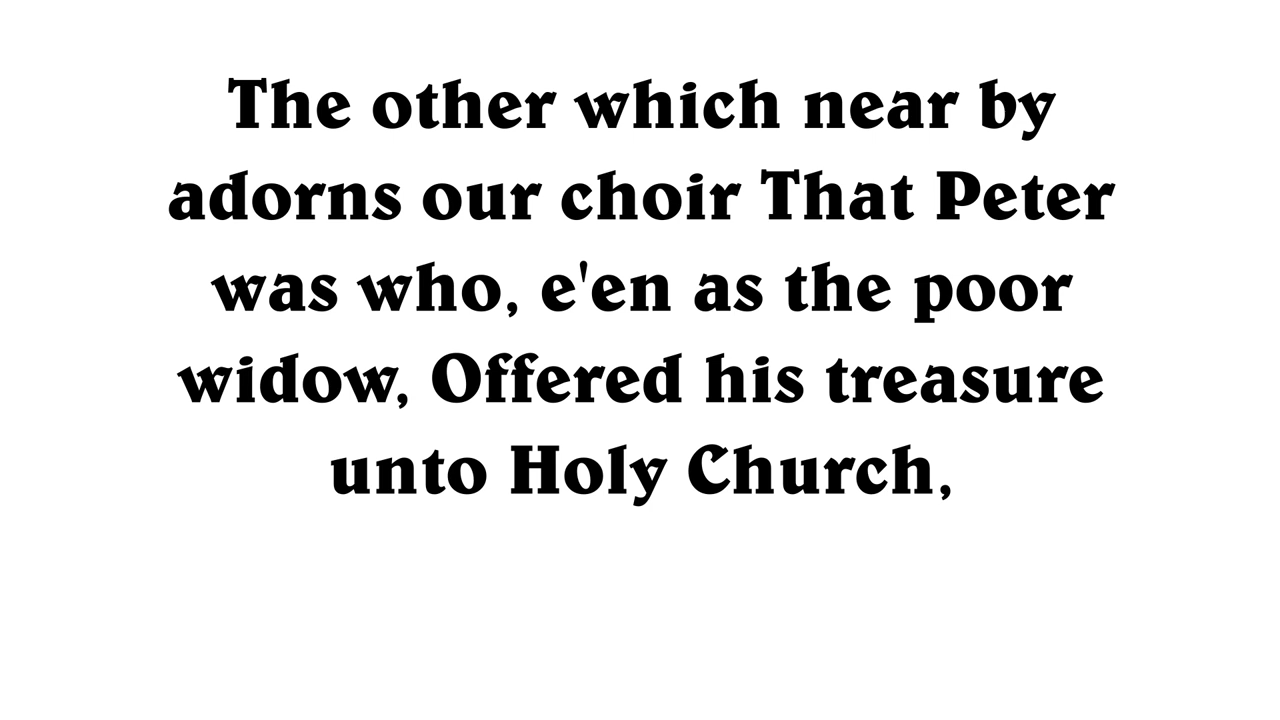 The other which near by
adorns our choir That Peter
was who, e'en as the poor
widow, Offered his treasure
unto Holy Church,